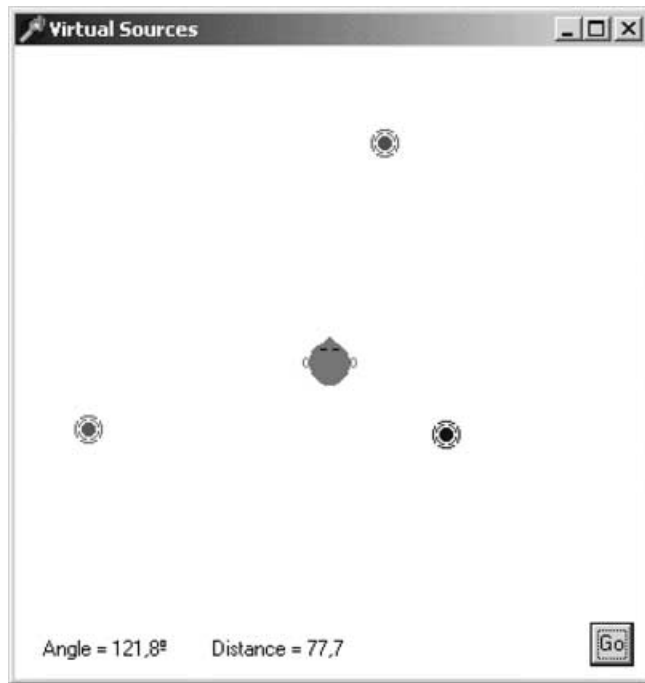 Virtual Sources
Angle = 121,8º
Distance = 77,7
Go